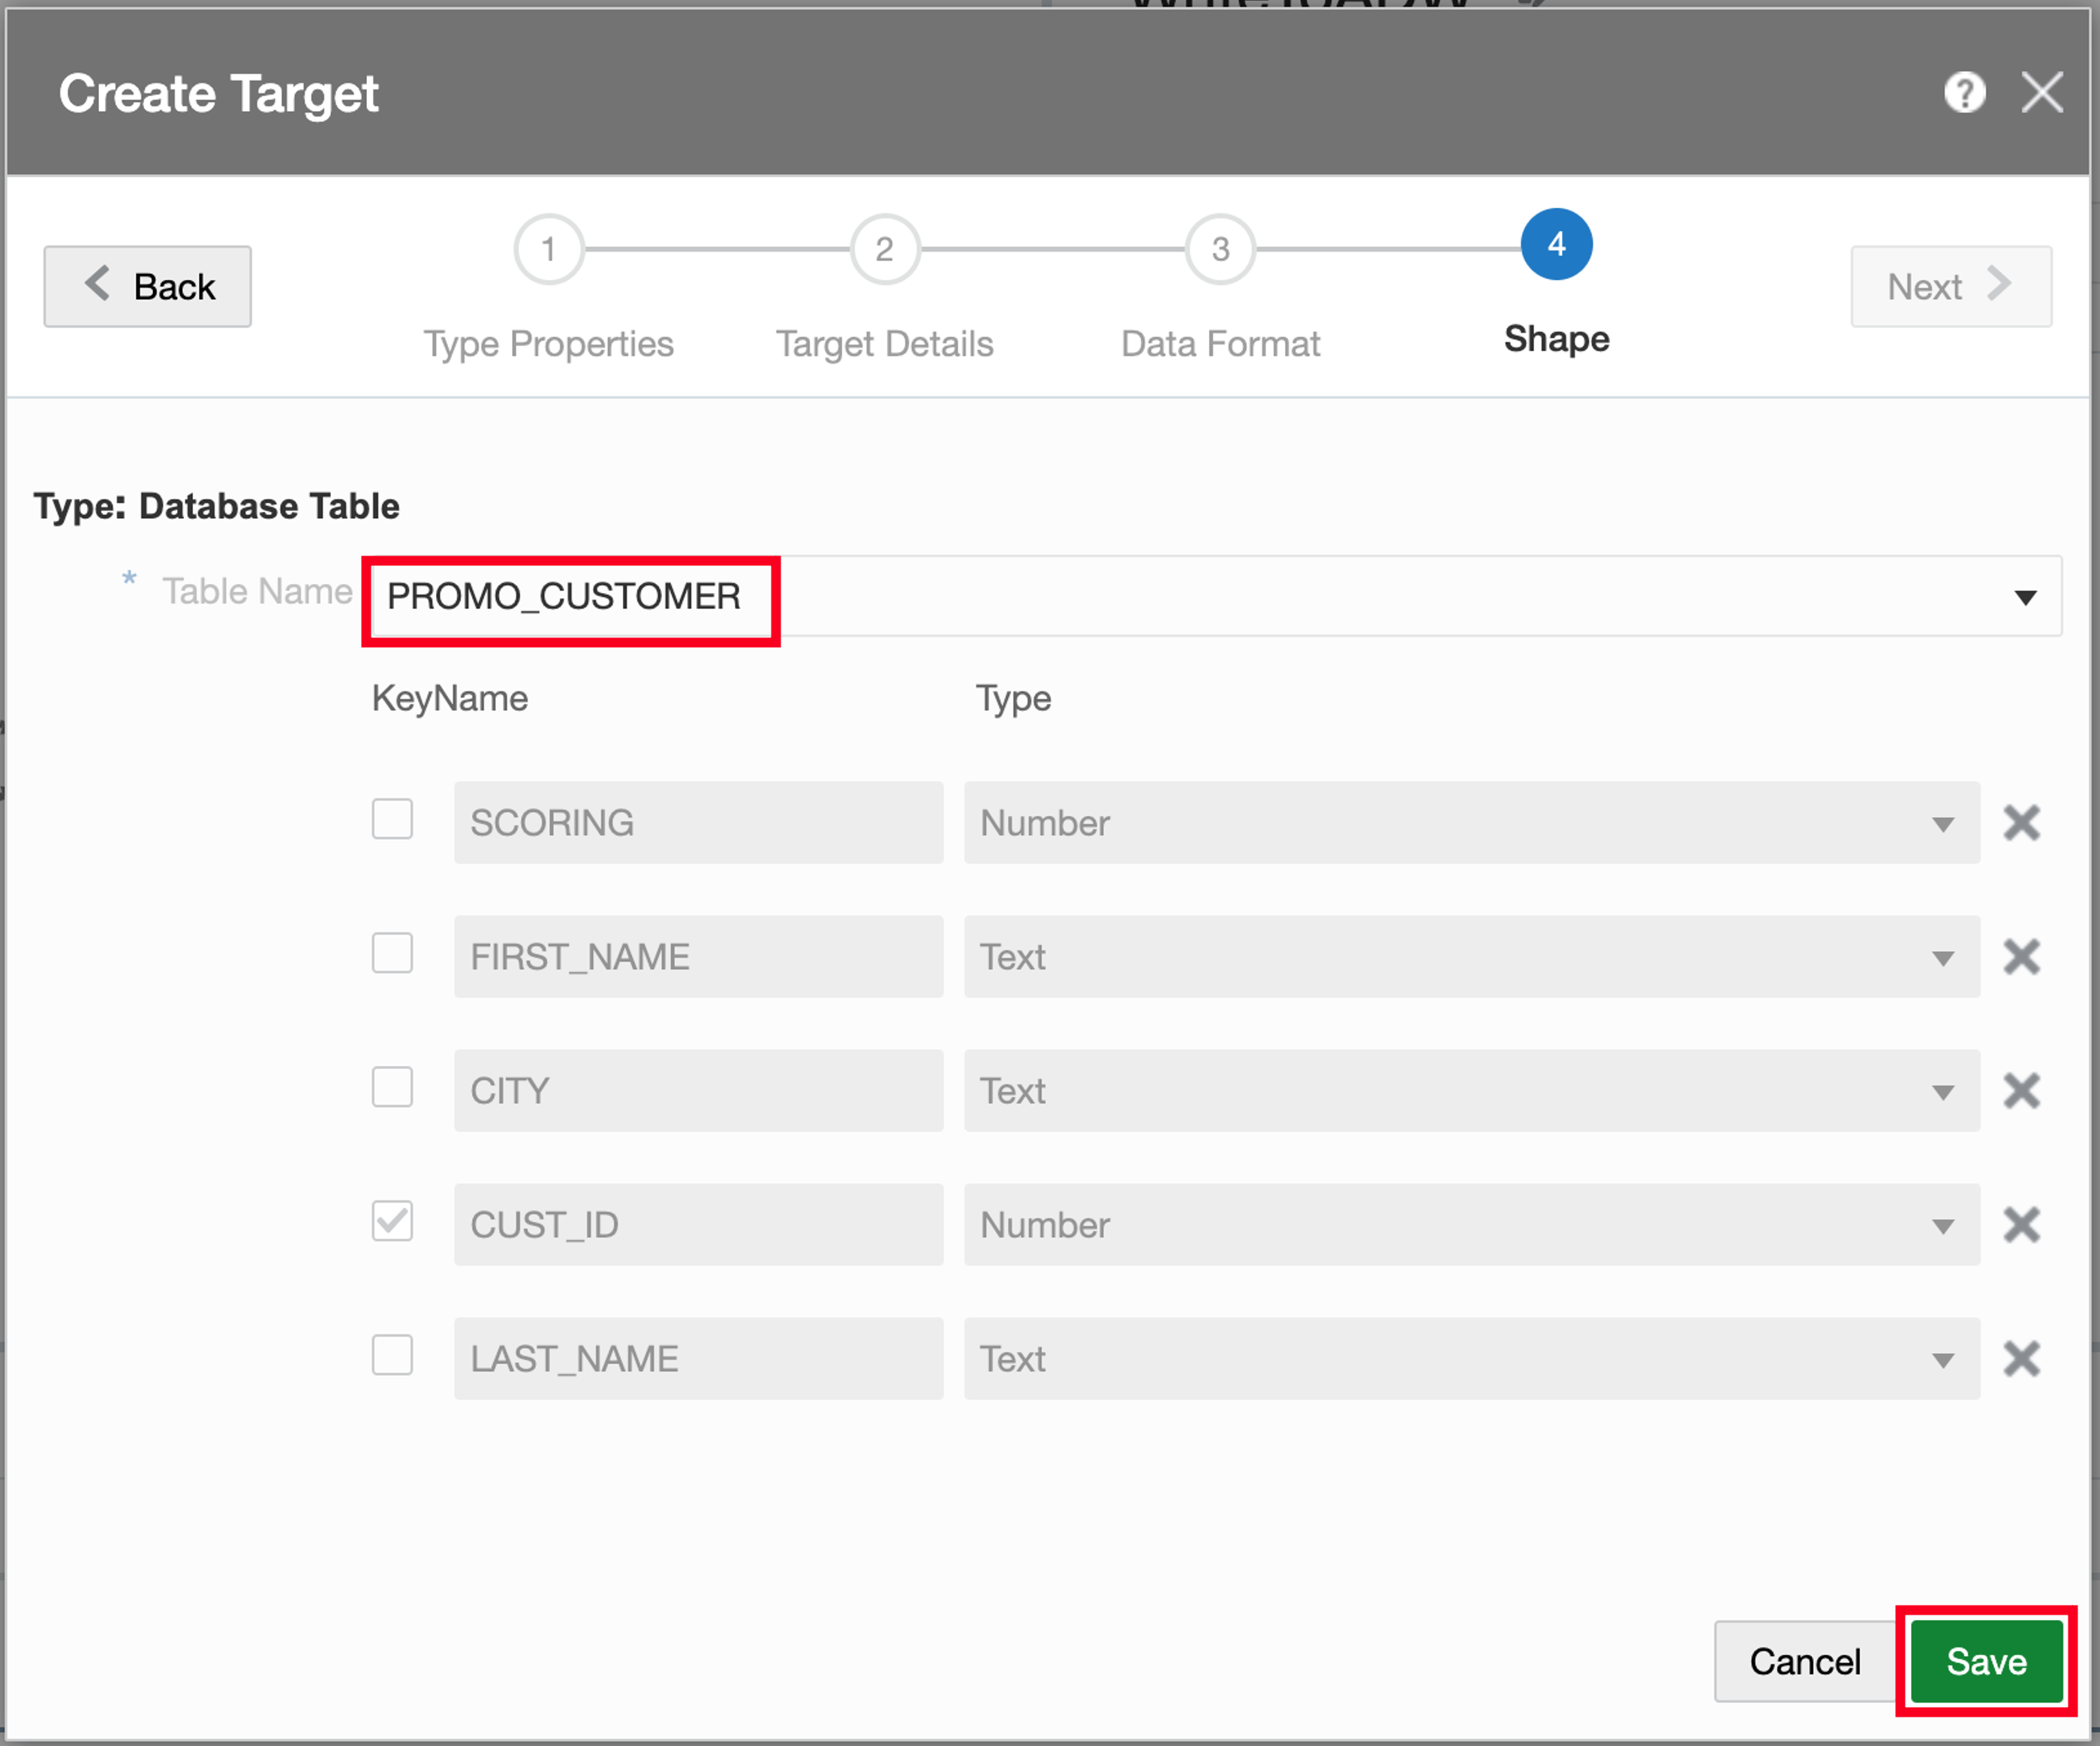 Create Target
?
Back
1
2
3
4
Next
Type Properties
Target Details
Data Format
Shape
Type: Database Table
* Table Name
PROMO_CUSTOMER
KeyName
Type
SCORING
Number
FIRST_NAME
Text
CITY
Text
CUST_ID
Number
LAST_NAME
Text
Cancel
Save